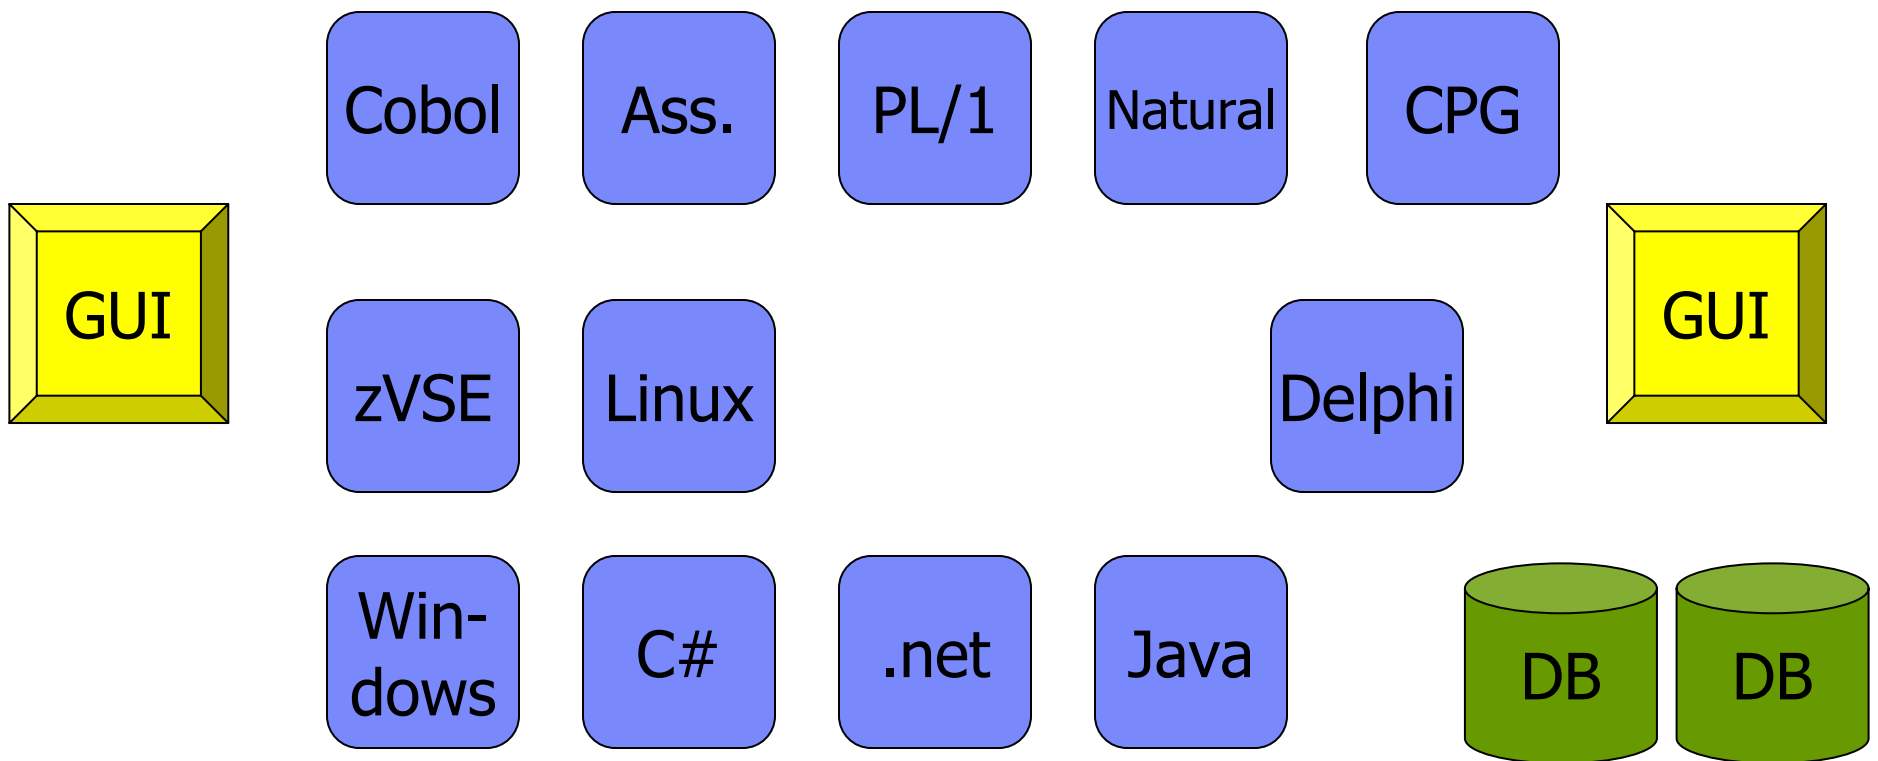 Cobol
Ass.
PL/1
Natural
CPG
GUI
GUI
zVSE
Linux
Delphi
Win-
dows
C#
.net
Java
DB
DB